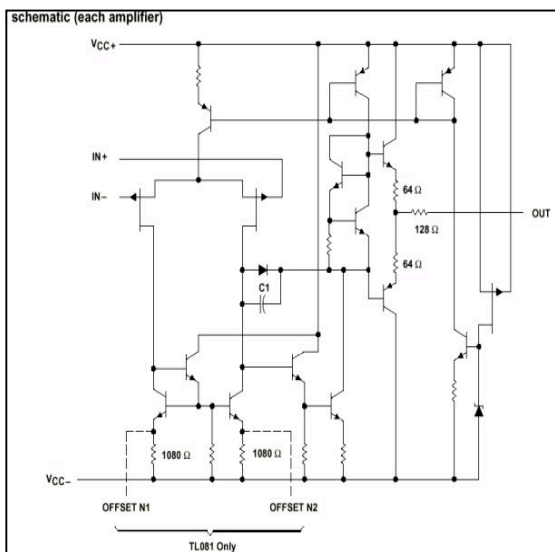 schematic (each amplifier)
VCC+
IN+
IN−
64 Ω
OUT
128 Ω
64 Ω
C1
1080 Ω
1080 Ω
VCC−
OFFSET N1
OFFSET N2
TL081 Only